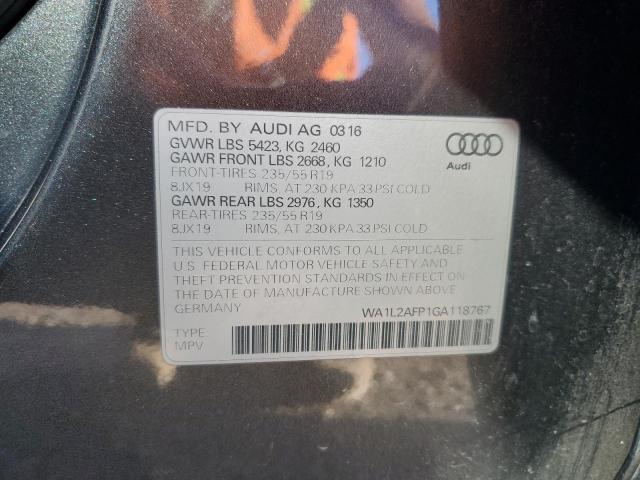 MFD. BY AUDI AG 03 16
GVWR LBS 5423, KG 2460
GAWR FRONT LBS 2668, KG 1210
FRONT-TIRES 235/55 R19
8JX19 RIMS, AT 230 KPA 33 PSI COLD
GAWR REAR LBS 2976, KG 1350
REAR-TIRES 235/55 R19
8JX19 RIMS, AT 230 KPA 33 PSI COLD
Audi
THIS VEHICLE CONFORMS TO ALL APPLICABLE
U.S. FEDERAL MOTOR VEHICLE SAFETY AND
THEFT PREVENTION STANDARDS IN EFFECT ON
THE DATE OF MANUFACTURE SHOWN ABOVE
GERMANY
WA1L2AFP1GA118767
TYPE:
MPV